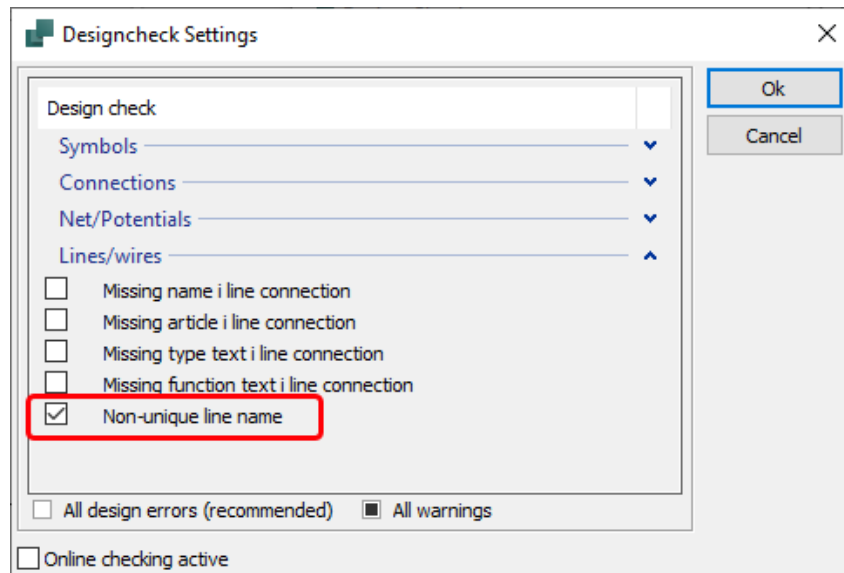 Designcheck Settings
Ok
Cancel
Design check
Symbols
Connections
Net/Potentials
Lines/wires
Missing name i line connection
Missing article i line connection
Missing type text i line connection
Missing function text i line connection
Non-unique line name
All design errors (recommended) All warnings
Online checking active